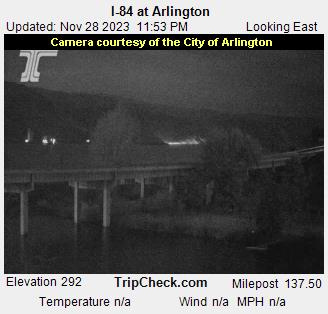 I-84 at Arlington
Updated: Nov 28 2023 11:53 PM Looking East
Camera courtesy of the City of Arlington
Elevation 292 TripCheck.com Milepost 137.50
Temperature n/a Wind n/a MPH n/a